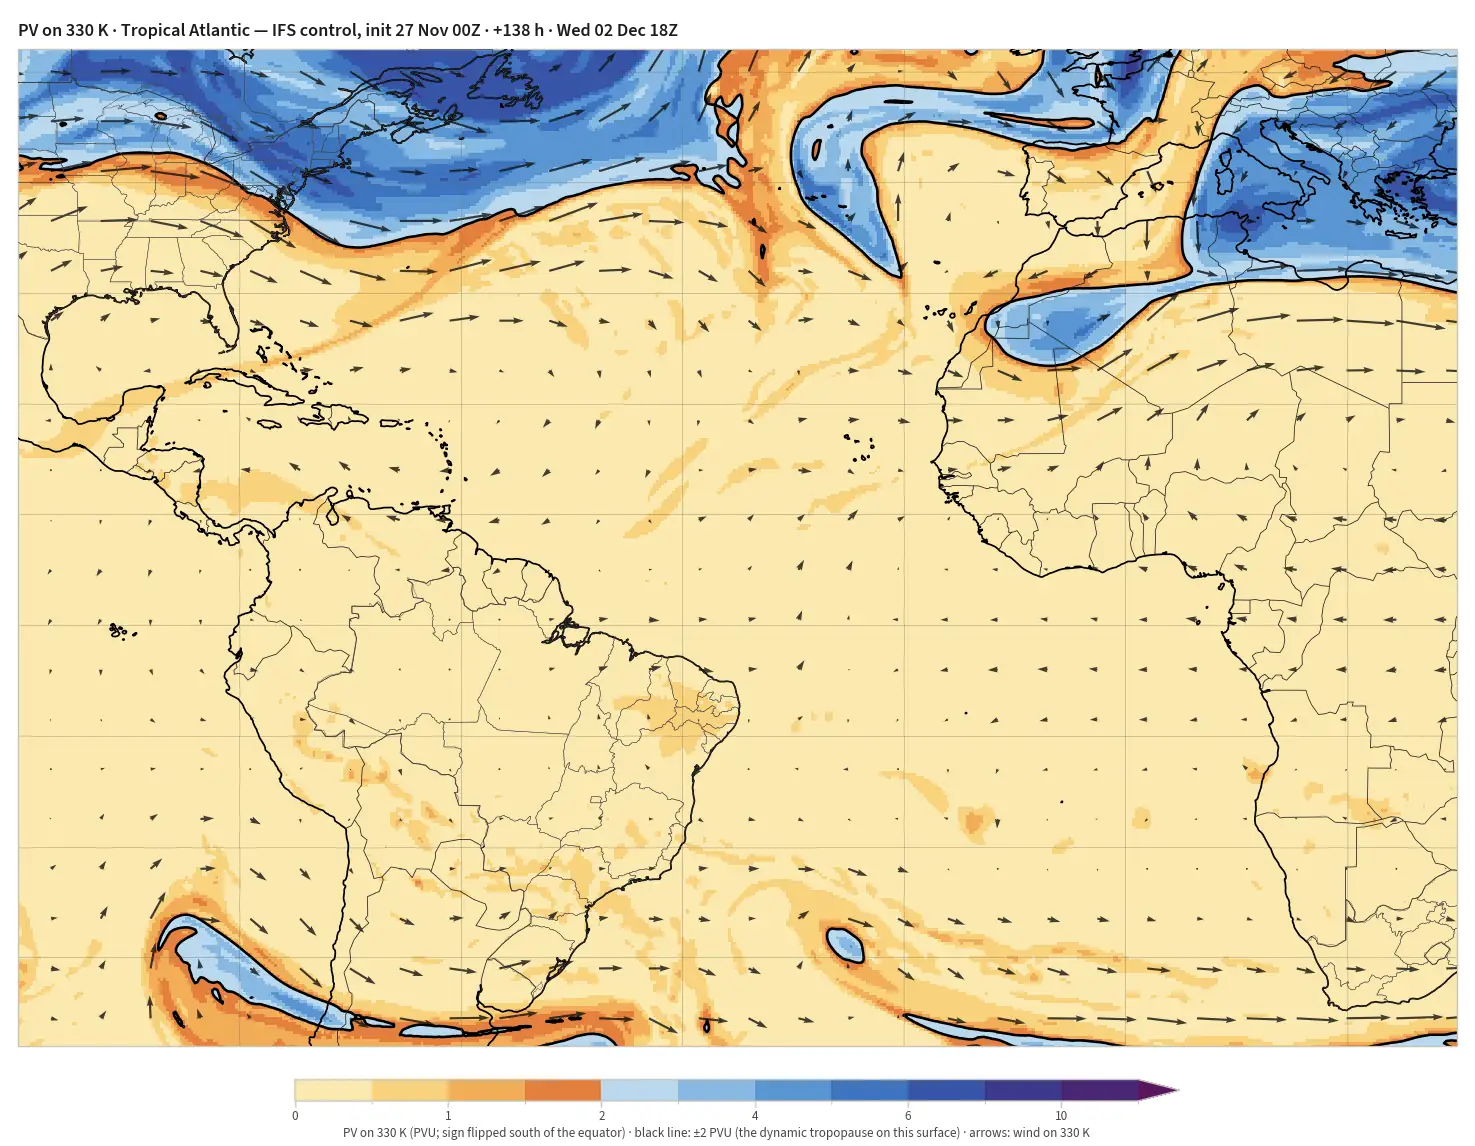 PV on 330 K · Tropical Atlantic — IFS control, init 27 Nov 00Z · +138 h · Wed 02 Dec 18Z
0 1 2 4 6 8 10
PV on 330 K (PVU; sign flipped south of the equator) · black line: ±2 PVU (the dynamic tropopause on this surface) · arrows: wind on 330 K